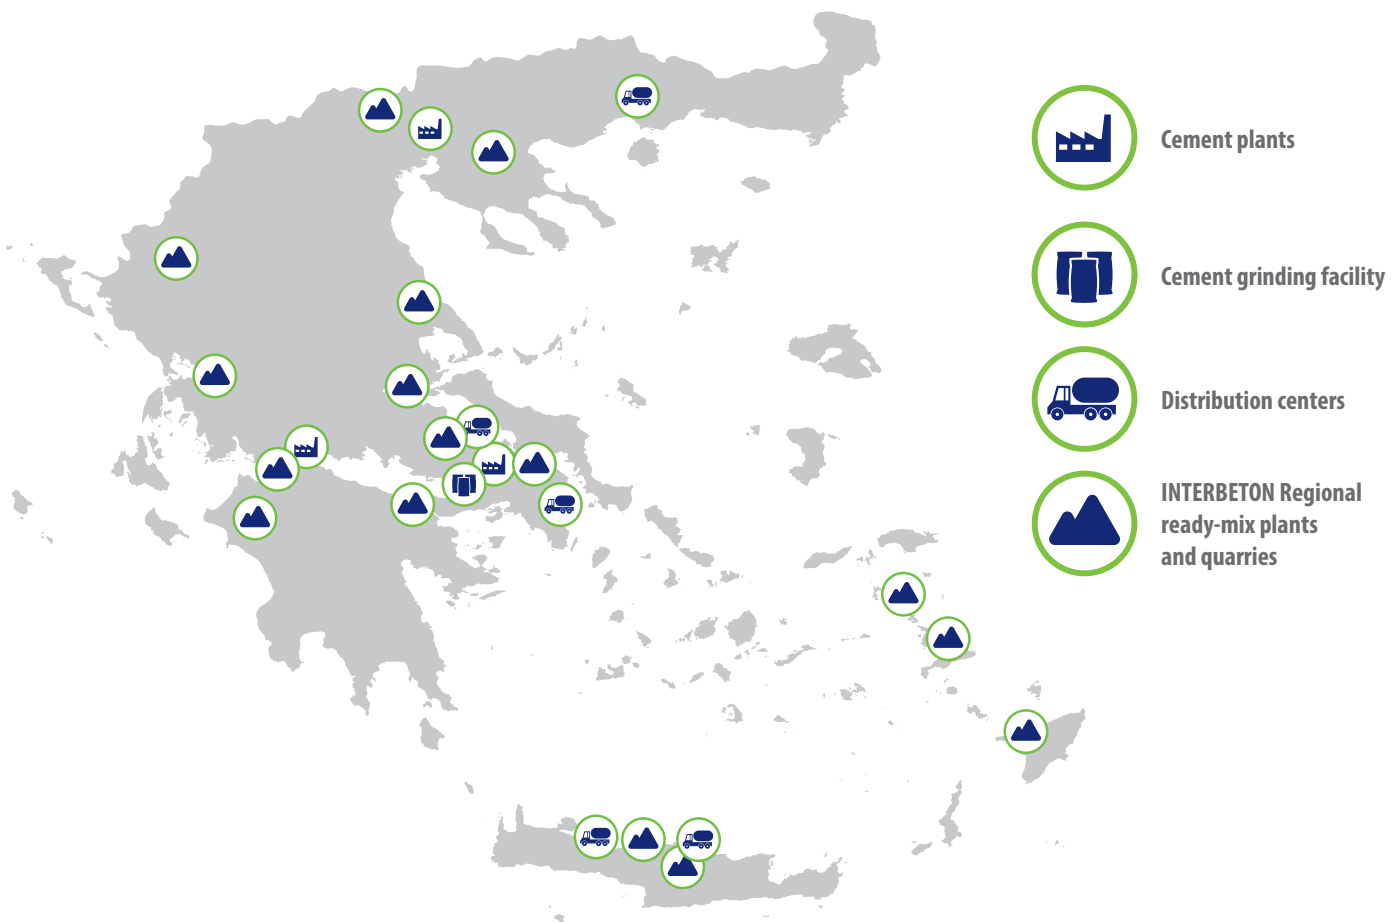 Cement plants
Cement grinding facility
Distribution centers
INTERBETON Regional
ready-mix plants
and quarries